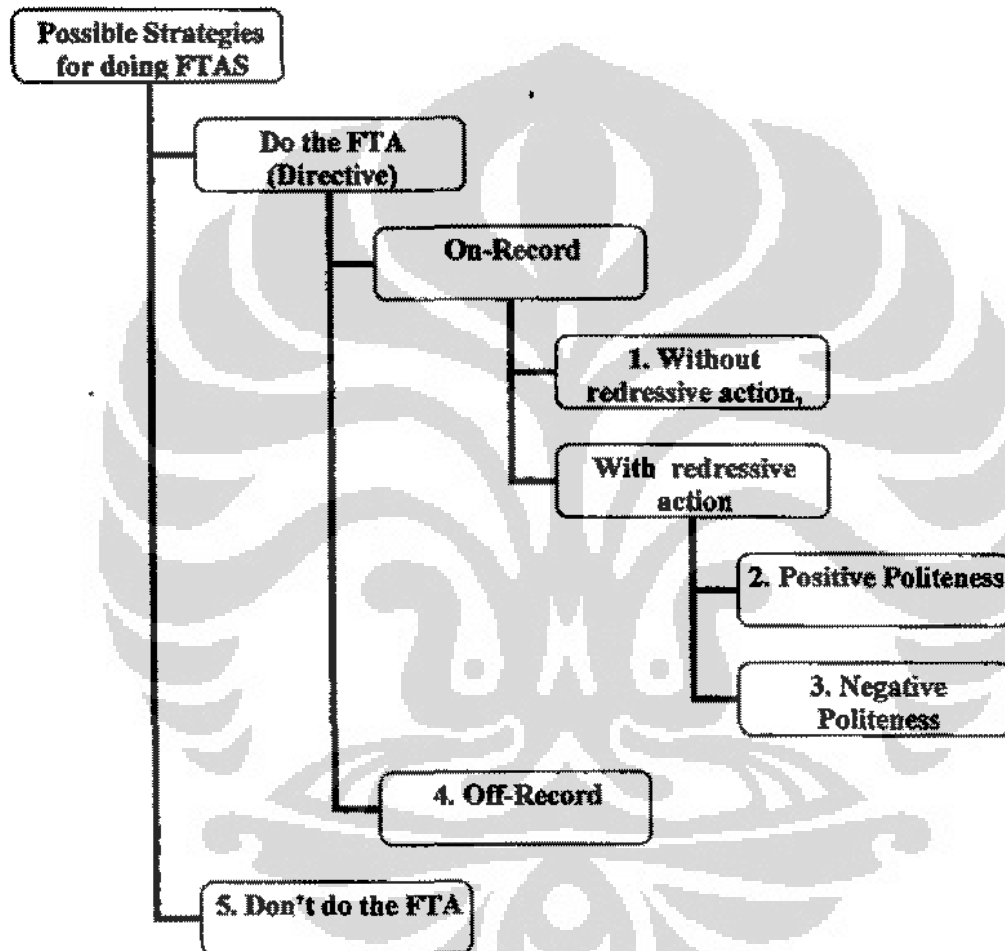 Possible Strategies
for doing FTAS
Do the FTA
(Directive)
On-Record
1. Without
redressive action,
With redressive
action
2. Positive Politeness
3. Negative
Politeness
4. Off-Record
5. Don't do the FTA